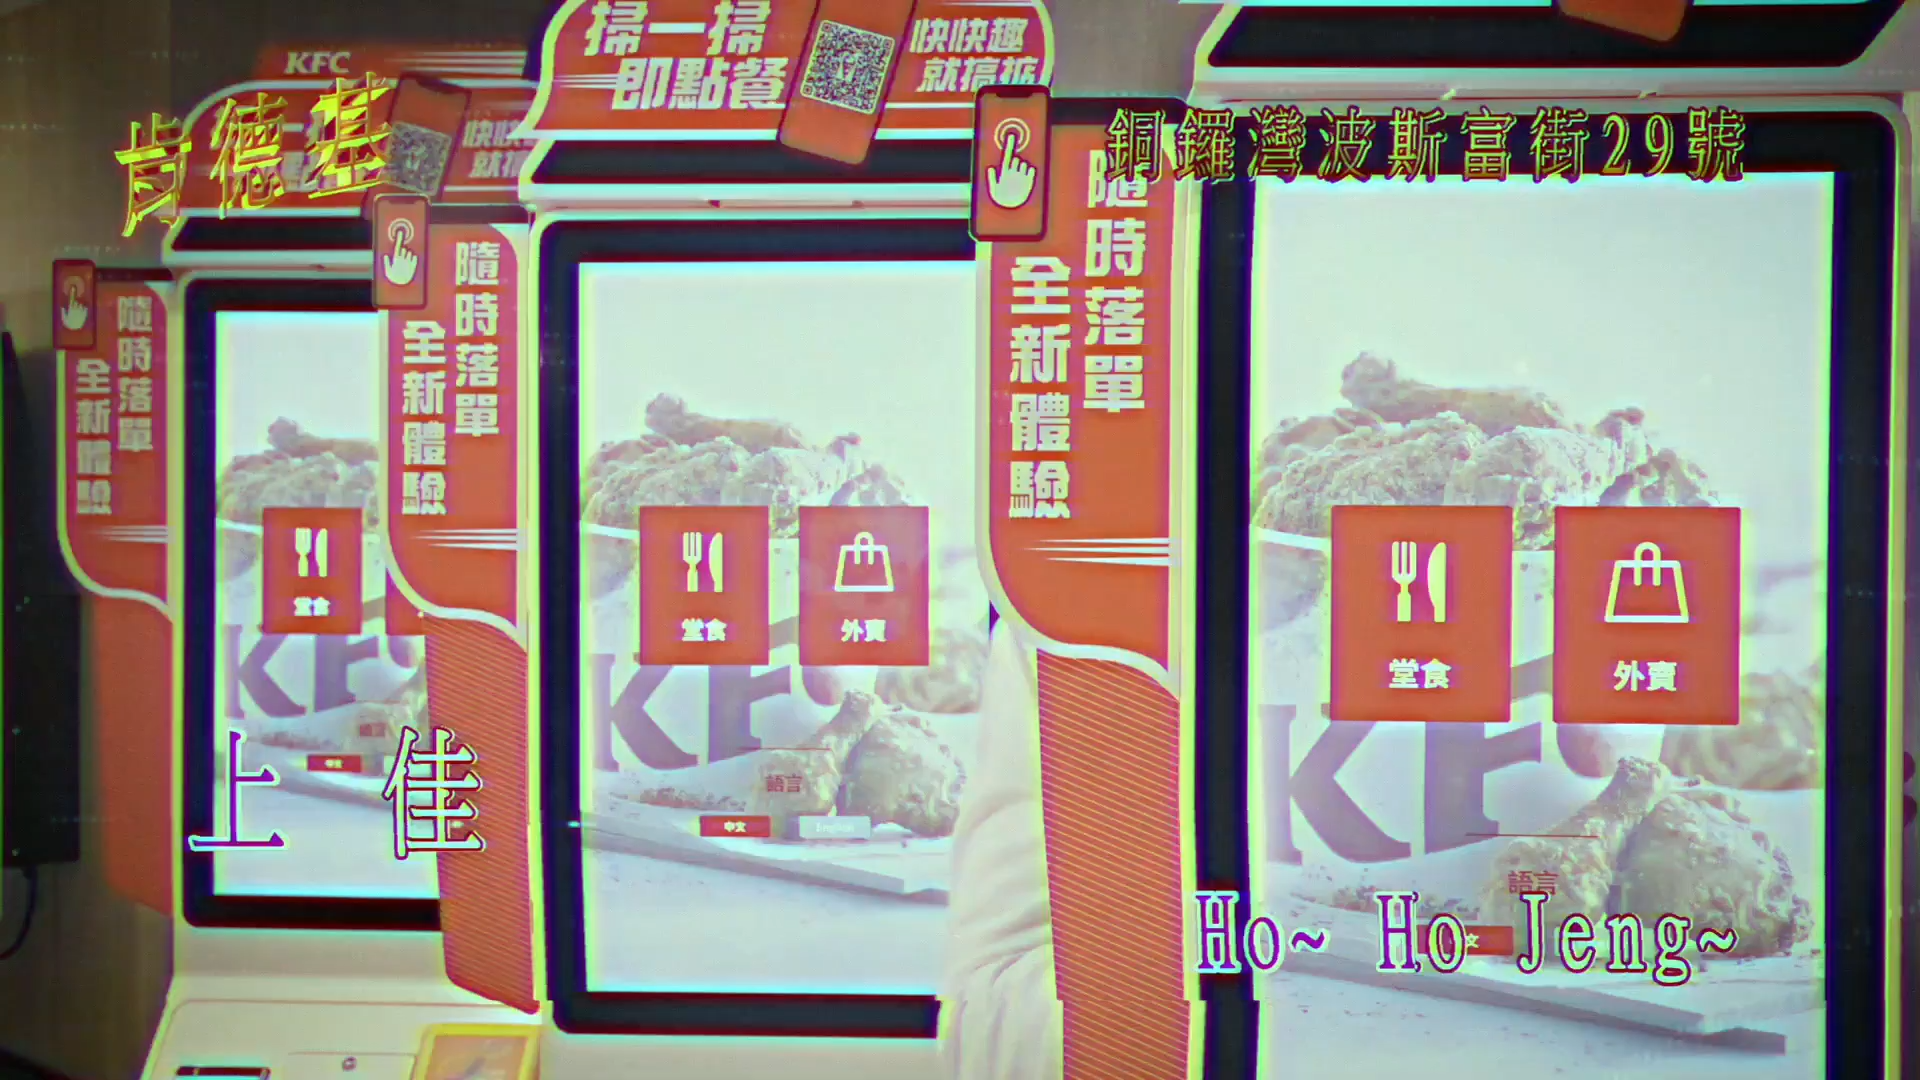 KFC
掃一掃
即點餐
快快趣
就搞掂
肯德基
銅鑼灣波斯富街29號
隨時落單
全新體驗
隨時落單
全新體驗
隨時落單
全新體驗
堂食
堂食
外賣
堂食
外賣
語言
中文
English
語言
上佳
Ho~ Ho Jeng~